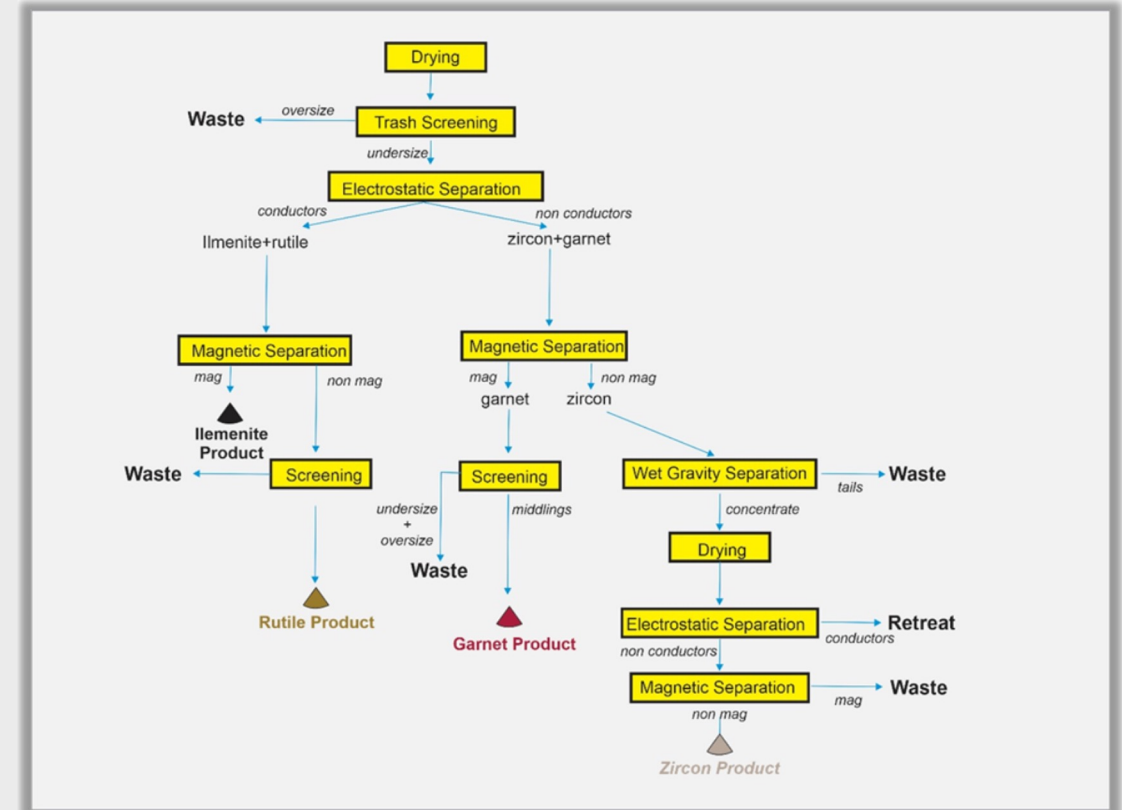 Drying
Waste
oversize
Trash Screening
undersize
Electrostatic Separation
conductors
non conductors
Ilmenite+rutile
zircon+garnet
Magnetic Separation
Magnetic Separation
mag
non mag
mag
non mag
garnet
zircon
Ilemenite
Product
Waste
Screening
Screening
Wet Gravity Separation
Waste
tails
undersize
+
oversize
middlings
concentrate
Waste
Drying
Rutile Product
Garnet Product
Electrostatic Separation
Retreat
conductors
non conductors
Magnetic Separation
Waste
mag
non mag
Zircon Product